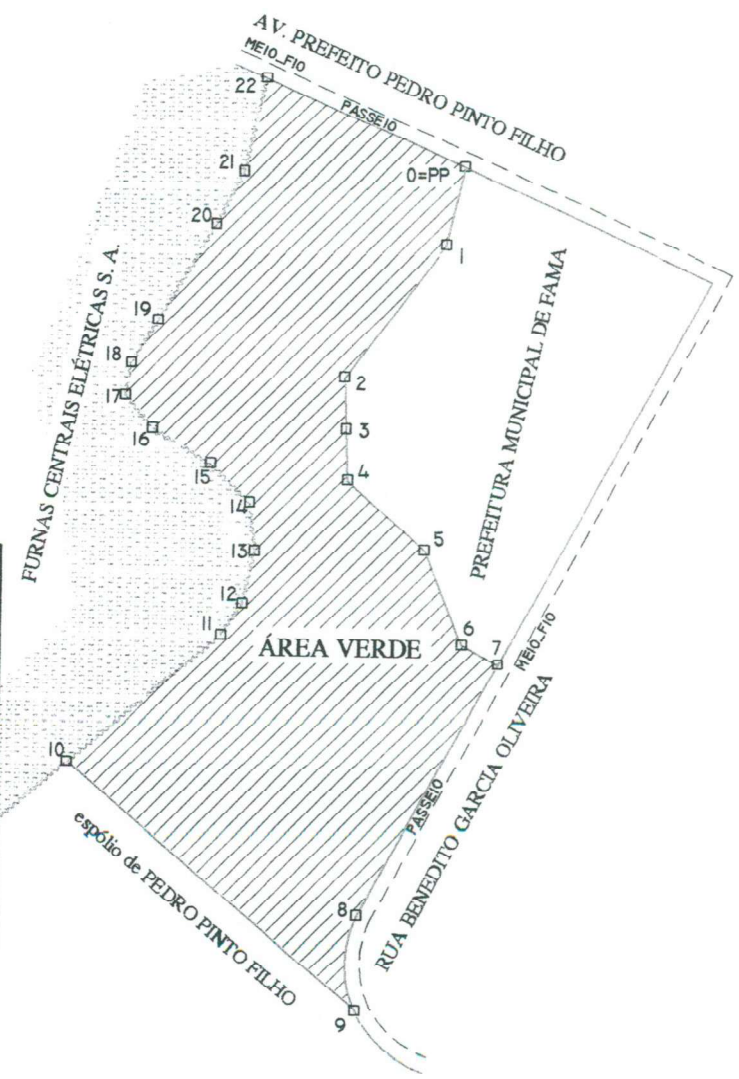 AV. PREFEITO PEDRO PINTO FILHO
MEIO_FIO
22
PASSEIO
21
0=PP
20
1
19
18
2
17
3
16
15
4
14
13
5
12
11
6
7
10
8
9
FURNAS CENTRAIS ELÉTRICAS S. A.
PREFEITURA MUNICIPAL DE FAMA
ÁREA VERDE
MEIO_FIO
PASSEIO
RUA BENEDITO GARCIA OLIVEIRA
espólio de PEDRO PINTO FILHO